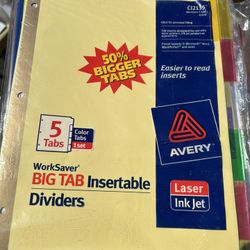 CI2135
50%
BIGGER
TABS
Easier to read
inserts
5
Tabs
Color
Tabs
1 set
AVERY
WorkSaver®
BIG TAB Insertable
Dividers
Laser
Ink Jet